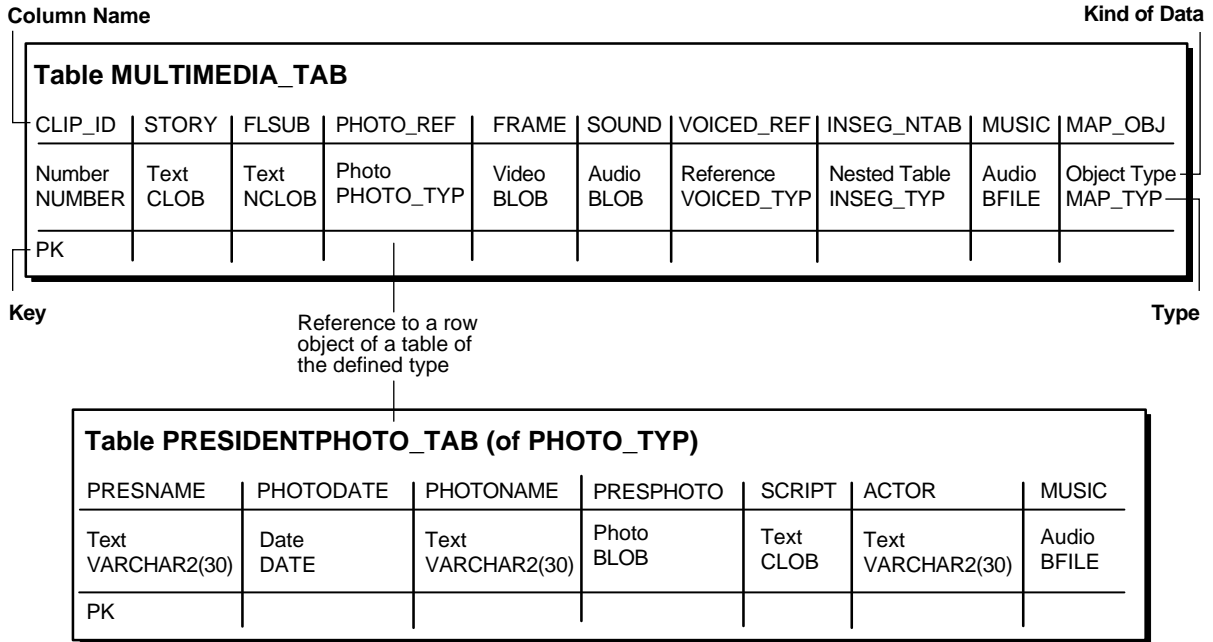 Column Name
Kind of Data
Table MULTIMEDIA_TAB
CLIP_ID STORY FLSUB PHOTO_REF FRAME SOUND VOICED_REF INSEG_NTAB MUSIC MAP_OBJ
Number Text Text Photo Video Audio Reference Nested Table Audio Object Type
NUMBER CLOB NCLOB PHOTO_TYP BLOB BLOB VOICED_TYP INSEG_TYP BFILE MAP_TYP
PK
Key
Type
Reference to a row
object of a table of
the defined type
Table PRESIDENTPHOTO_TAB (of PHOTO_TYP)
PRESNAME PHOTODATE PHOTONAME PRESPHOTO SCRIPT ACTOR MUSIC
Text Date Text Photo Text Text Audio
VARCHAR2(30) DATE VARCHAR2(30) BLOB CLOB VARCHAR2(30) BFILE
PK